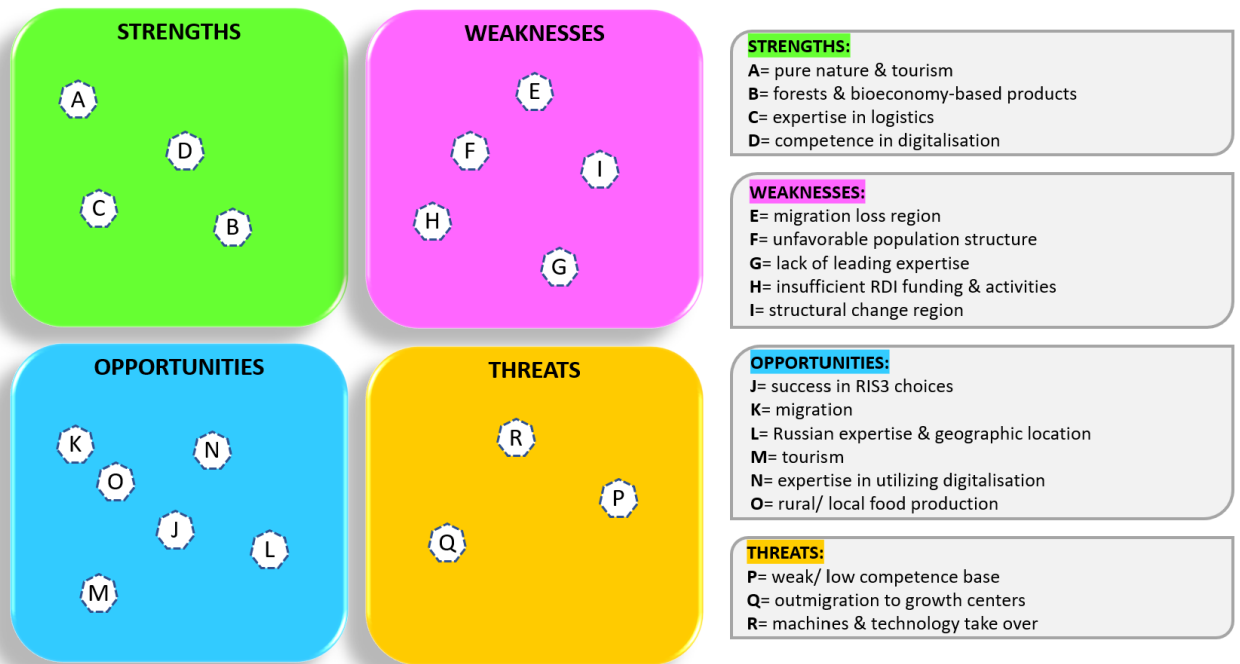 STRENGTHS
A
D
C
B
WEAKNESSES
E
F
I
H
G
OPPORTUNITIES
K
N
O
J
L
M
THREATS
R
P
Q
STRENGTHS:
A= pure nature & tourism
B= forests & bioeconomy-based products
C= expertise in logistics
D= competence in digitalisation
WEAKNESSES:
E= migration loss region
F= unfavorable population structure
G= lack of leading expertise
H= insufficient RDI funding & activities
I= structural change region
OPPORTUNITIES:
J= success in RIS3 choices
K= migration
L= Russian expertise & geographic location
M= tourism
N= expertise in utilizing digitalisation
O= rural/ local food production
THREATS:
P= weak/ low competence base
Q= outmigration to growth centers
R= machines & technology take over